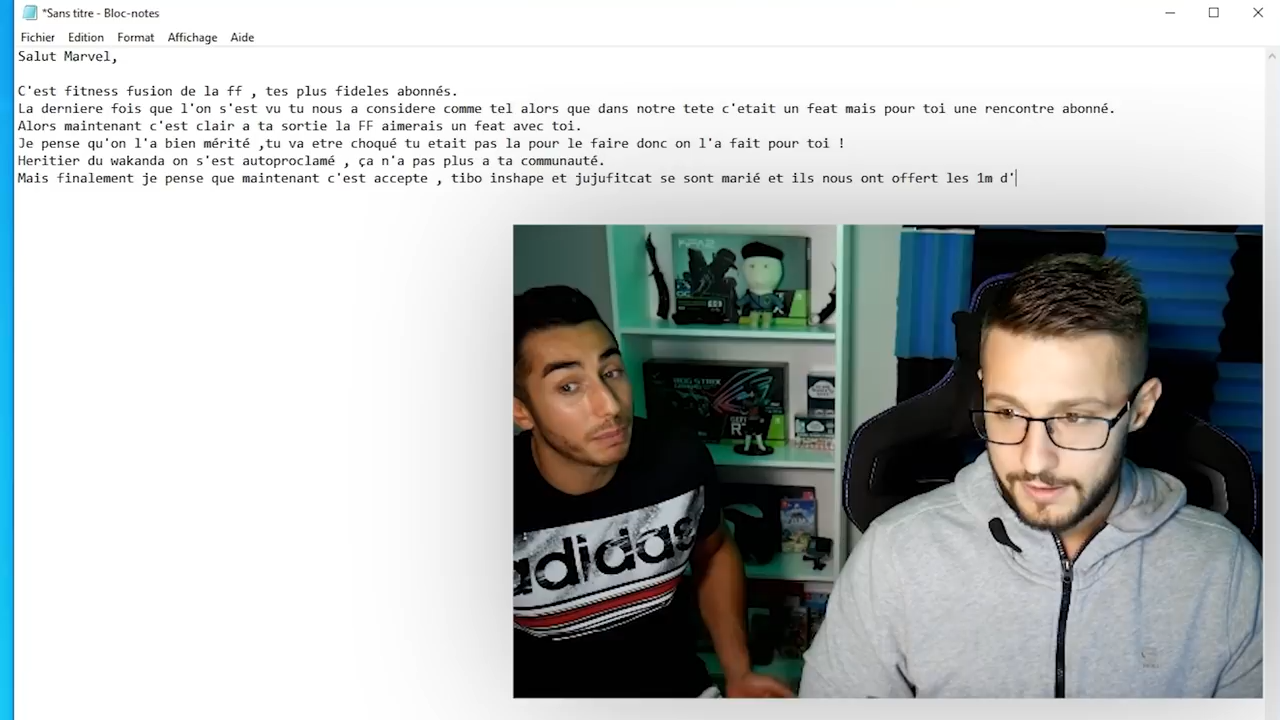 *Sans titre - Bloc-notes
Fichier Edition Format Affichage Aide
Salut Marvel,
C'est fitness fusion de la ff , tes plus fideles abonnés.
La derniere fois que l'on s'est vu tu nous a considere comme tel alors que dans notre tete c'etait un feat mais pour toi une rencontre abonné.
Alors maintenant c'est clair a ta sortie la FF aimerais un feat avec toi.
Je pense qu'on l'a bien mérité ,tu va etre choqué tu etait pas la pour le faire donc on l'a fait pour toi !
Heritier du wakanda on s'est autoproclamé , ça n'a pas plus a ta communauté.
Mais finalement je pense que maintenant c'est accepte , tibo inshape et jujufitcat se sont marié et ils nous ont offert les 1m d'
adidas